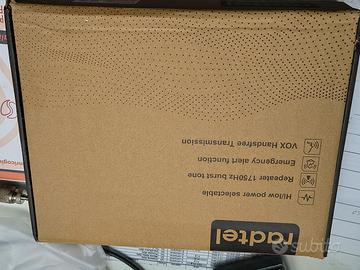 radtel
Hi/low power selectable
Repeater 1750Hz burst tone
Emergency alert function
VOX Handsfree Transmission
subito